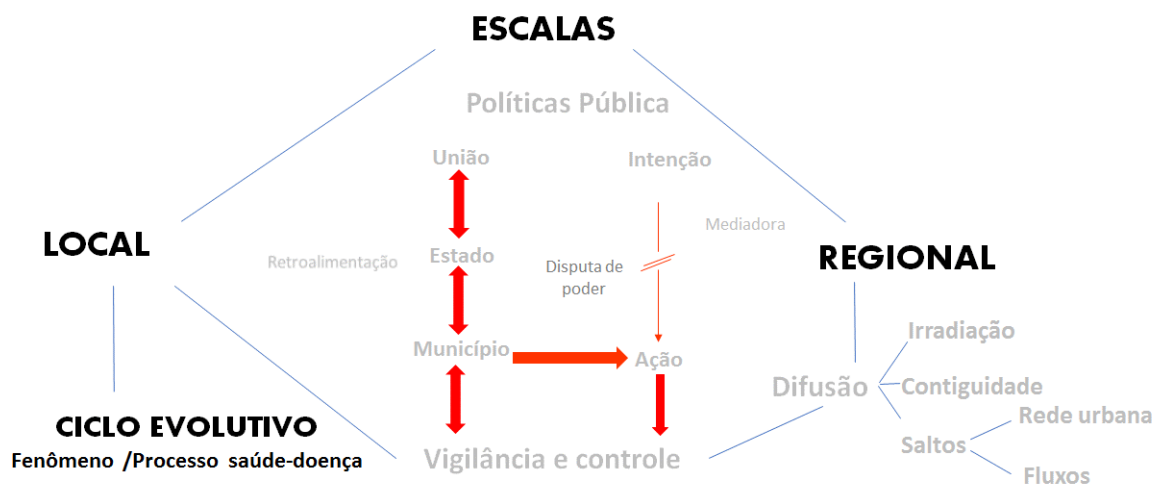 ESCALAS
Políticas Pública
União
Intenção
Mediadora
LOCAL
Retroalimentação
Estado
Disputa de
poder
REGIONAL
Município
Ação
Irradiação
Difusão
Contiguidade
Rede urbana
Saltos
Fluxos
CICLO EVOLUTIVO
Fenômeno /Processo saúde-doença
Vigilância e controle